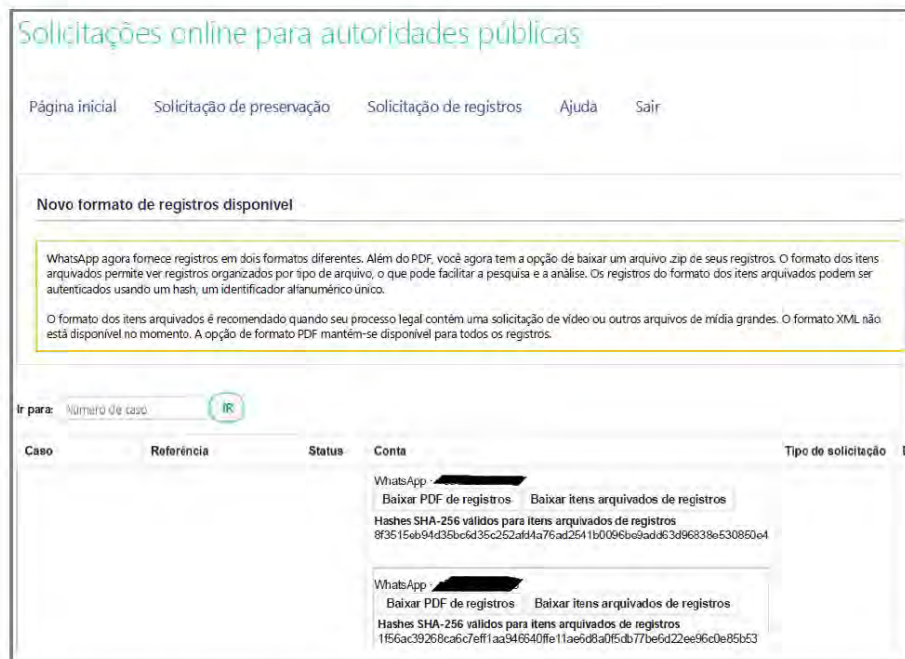 Solicitações online para autoridades públicas
Página inicial Solicitação de preservação Solicitação de registros Ajuda Sair
Novo formato de registros disponível
WhatsApp agora fornece registros em dois formatos diferentes. Além do PDF, você agora tem a opção de baixar um arquivo .zip de seus registros. O formato dos itens
arquivados permite ver registros organizados por tipo de arquivo, o que pode facilitar a pesquisa e a análise. Os registros do formato dos itens arquivados podem ser
autenticados usando um hash, um identificador alfanumérico único.
O formato dos itens arquivados é recomendado quando seu processo legal contém uma solicitação de vídeo ou outros arquivos de mídia grandes. O formato XML não
está disponível no momento. A opção de formato PDF mantém-se disponível para todos os registros.
Ir para: Número de caso IR
Caso Referência Status Conta Tipo de solicitação
WhatsApp -
Baixar PDF de registros Baixar itens arquivados de registros
Hashes SHA-256 válidos para itens arquivados de registros
8f3515eb94d35bc6d35c252afd4a76ad2541b0096be9add63d96838e530850e4
WhatsApp -
Baixar PDF de registros Baixar itens arquivados de registros
Hashes SHA-256 válidos para itens arquivados de registros
1f56ac39268ca6c7eff1aa946640ffe11ae6d8a0f5db77be6d22ee96c0e85b53